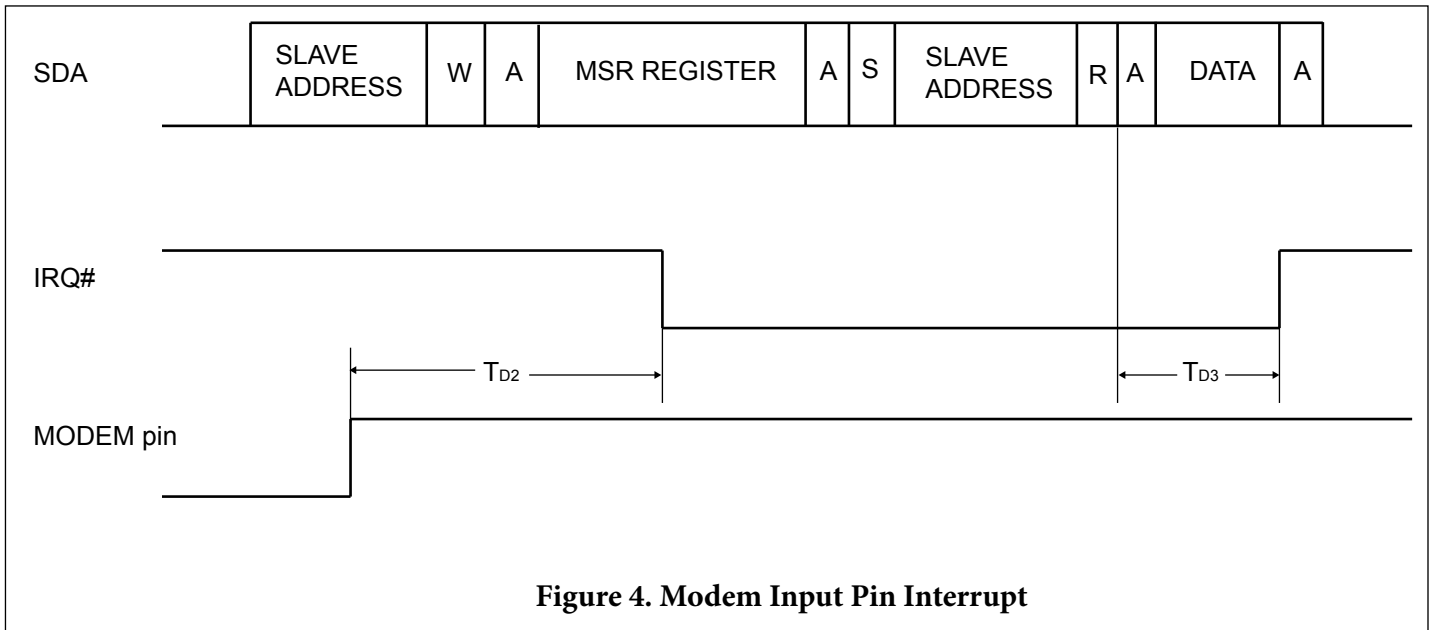 SDA
SLAVE
ADDRESS
W
A
MSR REGISTER
A
S
SLAVE
ADDRESS
R
A
DATA
A
IRQ#
TD2
TD3
MODEM pin
Figure 4. Modem Input Pin Interrupt